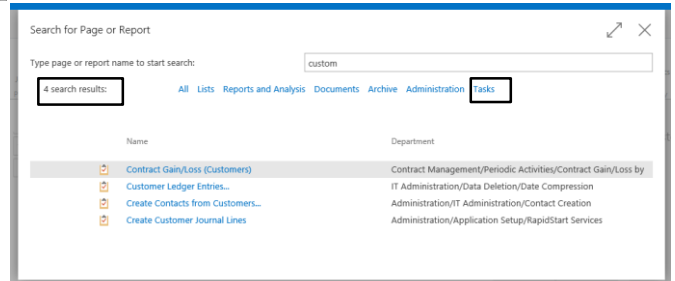 Search for Page or Report
Type page or report name to start search: custom
4 search results: All Lists Reports and Analysis Documents Archive Administration Tasks
Name Department
Contract Gain/Loss (Customers) Contract Management/Periodic Activities/Contract Gain/Loss by
Customer Ledger Entries... IT Administration/Data Deletion/Date Compression
Create Contacts from Customers... Administration/IT Administration/Contact Creation
Create Customer Journal Lines Administration/Application Setup/RapidStart Services